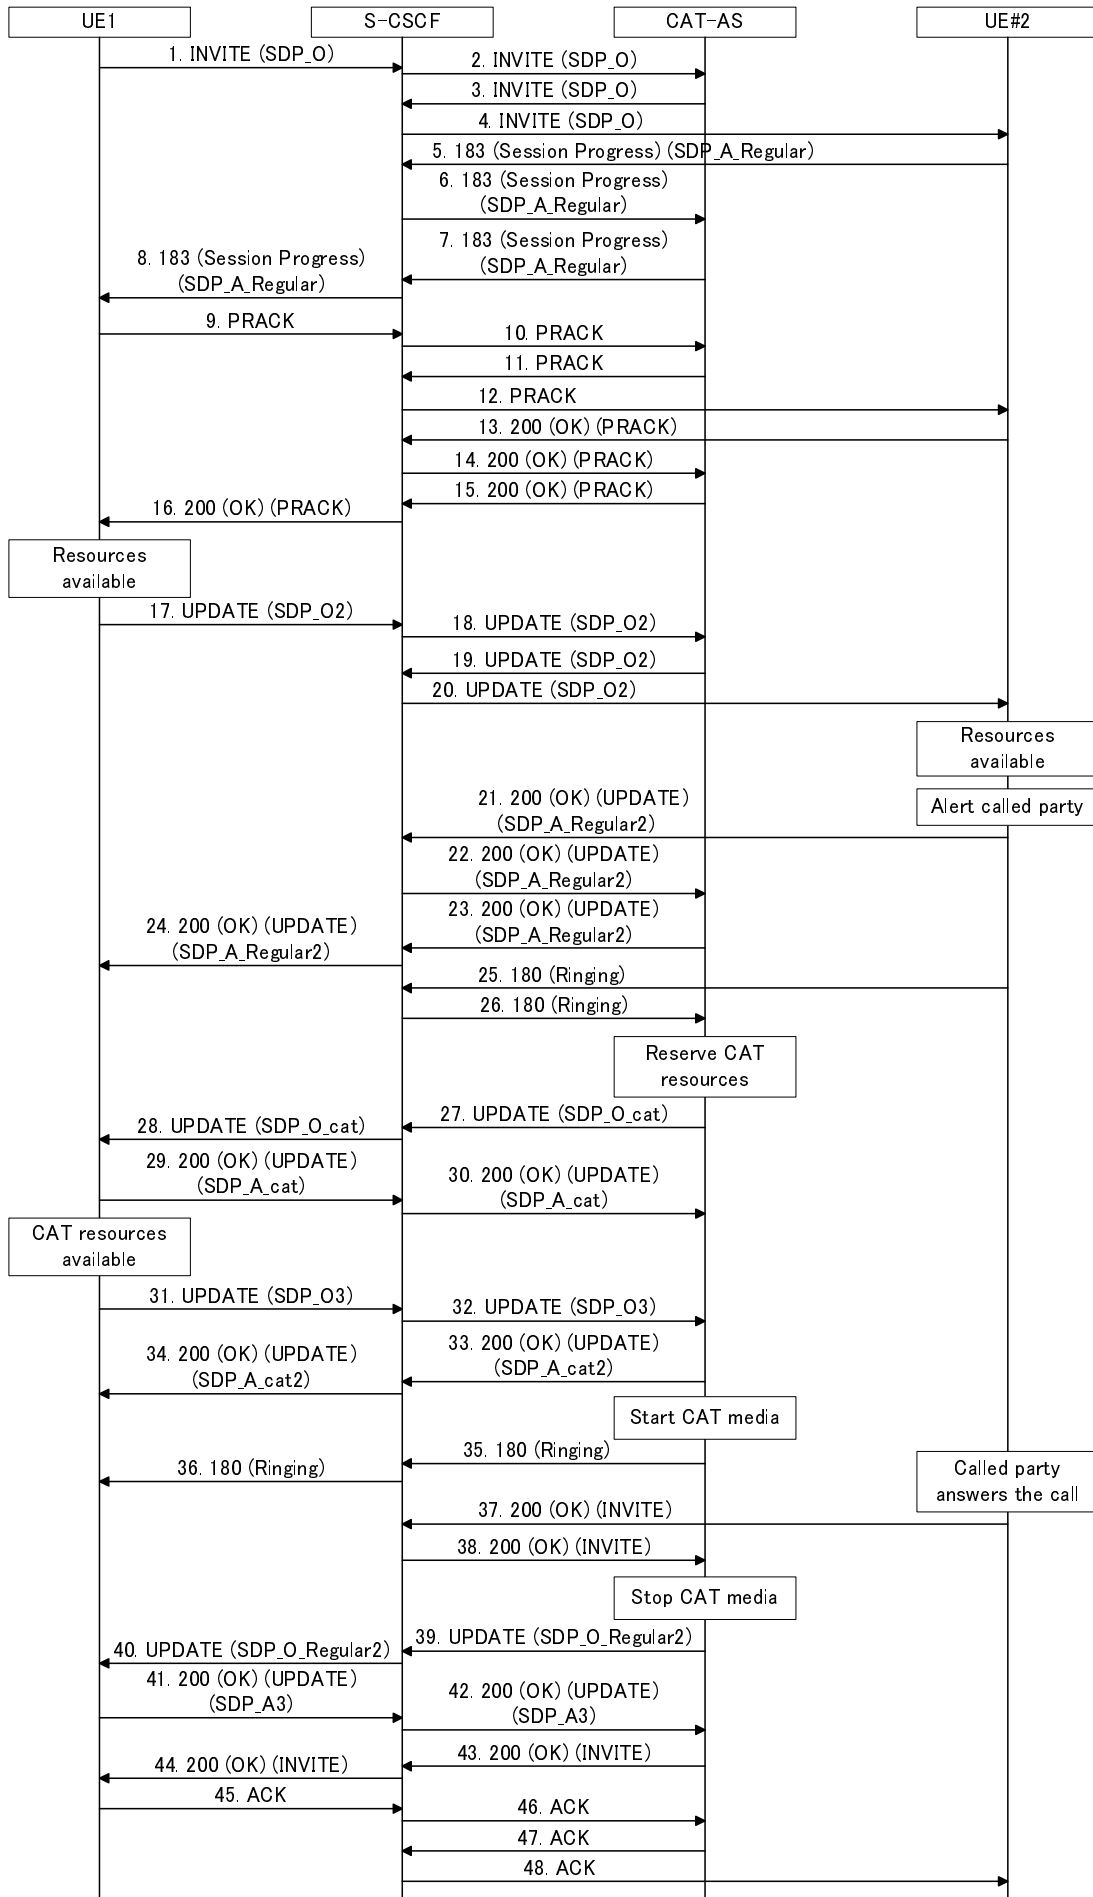 UE1
S-CSCF
CAT-AS
UE#2
1. INVITE (SDP_O)
2. INVITE (SDP_O)
3. INVITE (SDP_O)
4. INVITE (SDP_O)
5. 183 (Session Progress) (SDP_A_Regular)
6. 183 (Session Progress)
(SDP_A_Regular)
7. 183 (Session Progress)
(SDP_A_Regular)
8. 183 (Session Progress)
(SDP_A_Regular)
9. PRACK
10. PRACK
11. PRACK
12. PRACK
13. 200 (OK) (PRACK)
14. 200 (OK) (PRACK)
15. 200 (OK) (PRACK)
16. 200 (OK) (PRACK)
Resources
available
17. UPDATE (SDP_O2)
18. UPDATE (SDP_O2)
19. UPDATE (SDP_O2)
20. UPDATE (SDP_O2)
Resources
available
Alert called party
21. 200 (OK) (UPDATE)
(SDP_A_Regular2)
22. 200 (OK) (UPDATE)
(SDP_A_Regular2)
23. 200 (OK) (UPDATE)
(SDP_A_Regular2)
24. 200 (OK) (UPDATE)
(SDP_A_Regular2)
25. 180 (Ringing)
26. 180 (Ringing)
Reserve CAT
resources
27. UPDATE (SDP_O_cat)
28. UPDATE (SDP_O_cat)
29. 200 (OK) (UPDATE)
(SDP_A_cat)
30. 200 (OK) (UPDATE)
(SDP_A_cat)
CAT resources
available
31. UPDATE (SDP_O3)
32. UPDATE (SDP_O3)
33. 200 (OK) (UPDATE)
(SDP_A_cat2)
34. 200 (OK) (UPDATE)
(SDP_A_cat2)
Start CAT media
35. 180 (Ringing)
36. 180 (Ringing)
Called party
answers the call
37. 200 (OK) (INVITE)
38. 200 (OK) (INVITE)
Stop CAT media
39. UPDATE (SDP_O_Regular2)
40. UPDATE (SDP_O_Regular2)
41. 200 (OK) (UPDATE)
(SDP_A3)
42. 200 (OK) (UPDATE)
(SDP_A3)
43. 200 (OK) (INVITE)
44. 200 (OK) (INVITE)
45. ACK
46. ACK
47. ACK
48. ACK